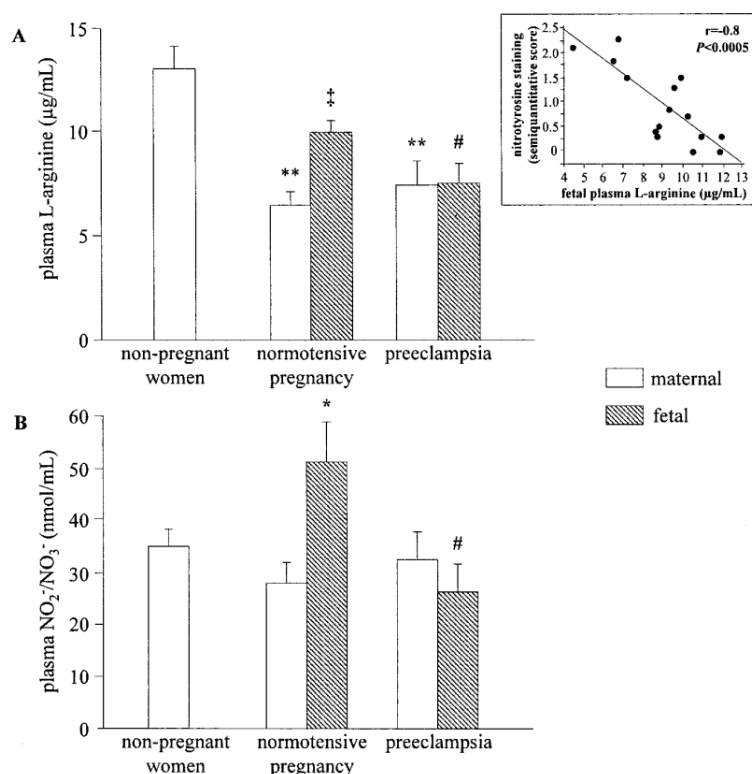 A
plasma L-arginine (µg/mL)
15
10
5
0
**
‡
**
#
non-pregnant
women
normotensive
pregnancy
preeclampsia
nitrotyrosine staining
(semiquantitative score)
2.5
2.0
1.5
1.0
0.5
0
r=-0.8
P<0.0005
4 5 6 7 8 9 10 11 12 13
fetal plasma L-arginine (µg/mL)
maternal
fetal
B
plasma NO₂⁻/NO₃⁻ (nmol/mL)
60
50
40
30
20
10
0
*
#
non-pregnant
women
normotensive
pregnancy
preeclampsia